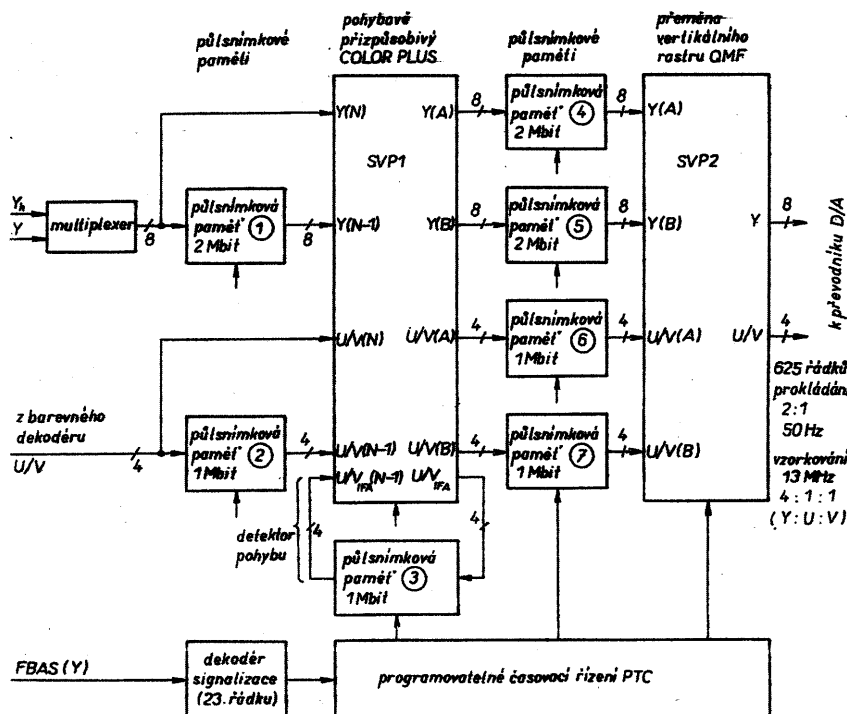 půlsnímkové
paměti
pohybově
přizpůsobivý
COLOR PLUS
půlsnímkové
paměti
přeměna
vertikálního
rastru QMF
Y(N)
Y(A)
8
půlsnímková
paměť 4
2 Mbit
8
Y(A)
SVP1
SVP2
Yh
Y
multiplexer
8
půlsnímková
paměť 1
2 Mbit
8
Y(N-1)
Y(B)
8
půlsnímková
paměť 5
2 Mbit
8
Y(B)
Y
8
k převodníku D/A
U/V(N)
U/V(A)
4
půlsnímková
paměť 6
1 Mbit
4
U/V(A)
U/V
4
z barevného
dekodéru
U/V
4
půlsnímková
paměť 2
1 Mbit
4
U/V(N-1)
U/V(B)
4
půlsnímková
paměť 7
1 Mbit
4
U/V(B)
625 řádků
prokládání
2:1
50 Hz
vzorkování
13 MHz
4 : 1 : 1
(Y : U : V)
U/VIFA(N-1)
U/VIFA
detektor
pohybu
4
4
půlsnímková
paměť 3
1 Mbit
FBAS (Y)
dekodér
signalizace
(23. řádku)
programovatelné časovací řízení PTC